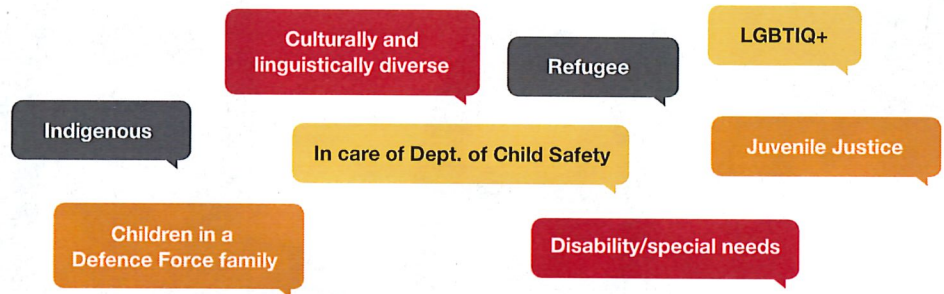 Culturally and
linguistically diverse
Refugee
LGBTIQ+
Indigenous
In care of Dept. of Child Safety
Juvenile Justice
Children in a
Defence Force family
Disability/special needs